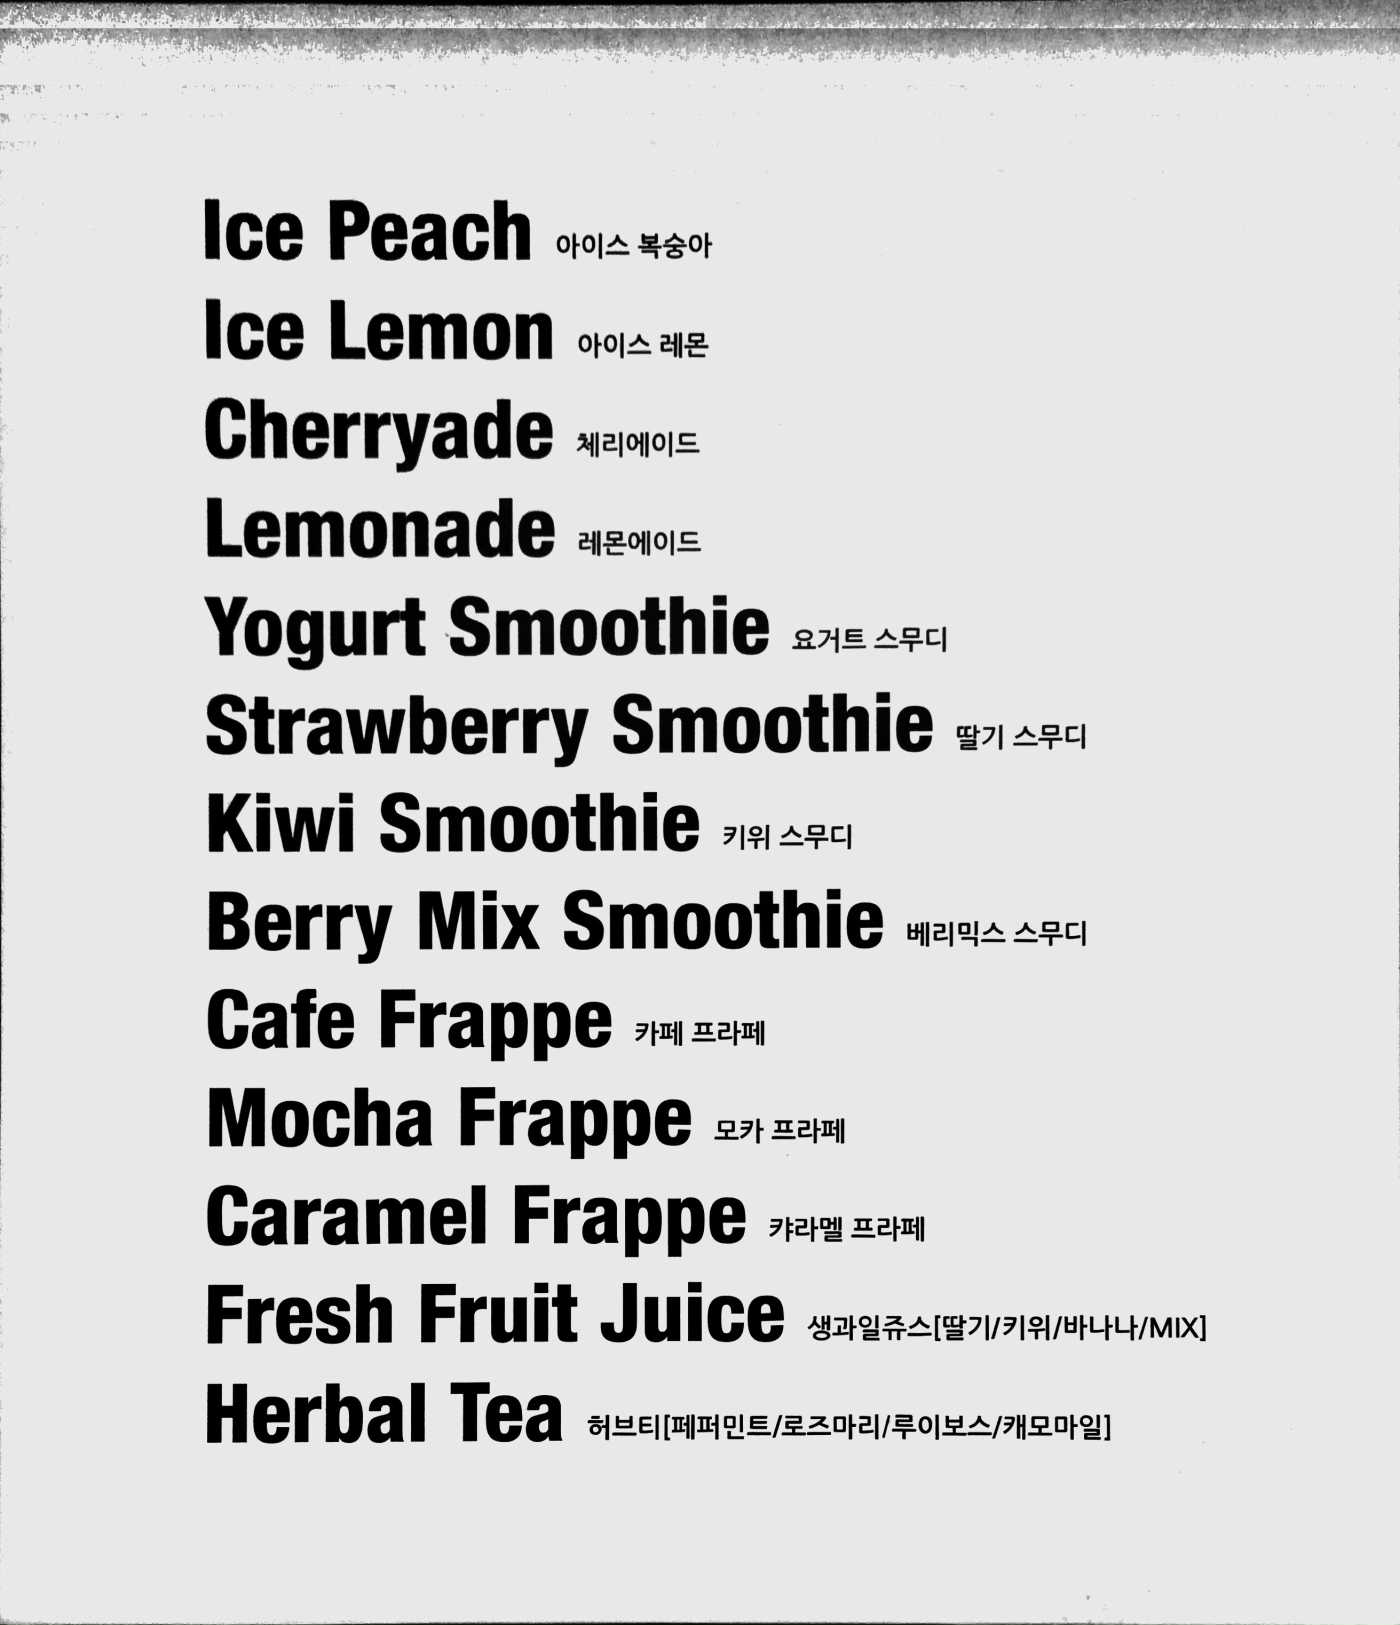 Ice Peach 아이스 복숭아
Ice Lemon 아이스 레몬
Cherryade 체리에이드
Lemonade 레몬에이드
Yogurt Smoothie 요거트 스무디
Strawberry Smoothie 딸기 스무디
Kiwi Smoothie 키위 스무디
Berry Mix Smoothie 베리믹스 스무디
Cafe Frappe 카페 프라페
Mocha Frappe 모카 프라페
Caramel Frappe 캬라멜 프라페
Fresh Fruit Juice 생과일쥬스[딸기/키위/바나나/MIX]
Herbal Tea 허브티[페퍼민트/로즈마리/루이보스/캐모마일]